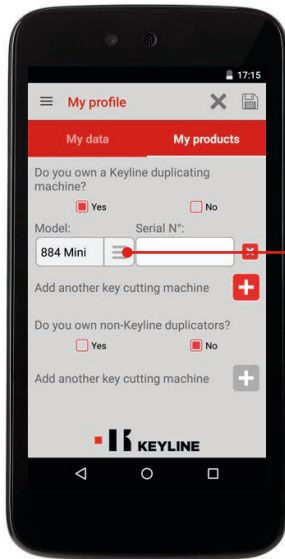 17:15
My profile
My data My products
Do you own a Keyline duplicating
machine?
Yes No
Model: Serial N°:
884 Mini
Add another key cutting machine
Do you own non-Keyline duplicators?
Yes No
Add another key cutting machine
KEYLINE